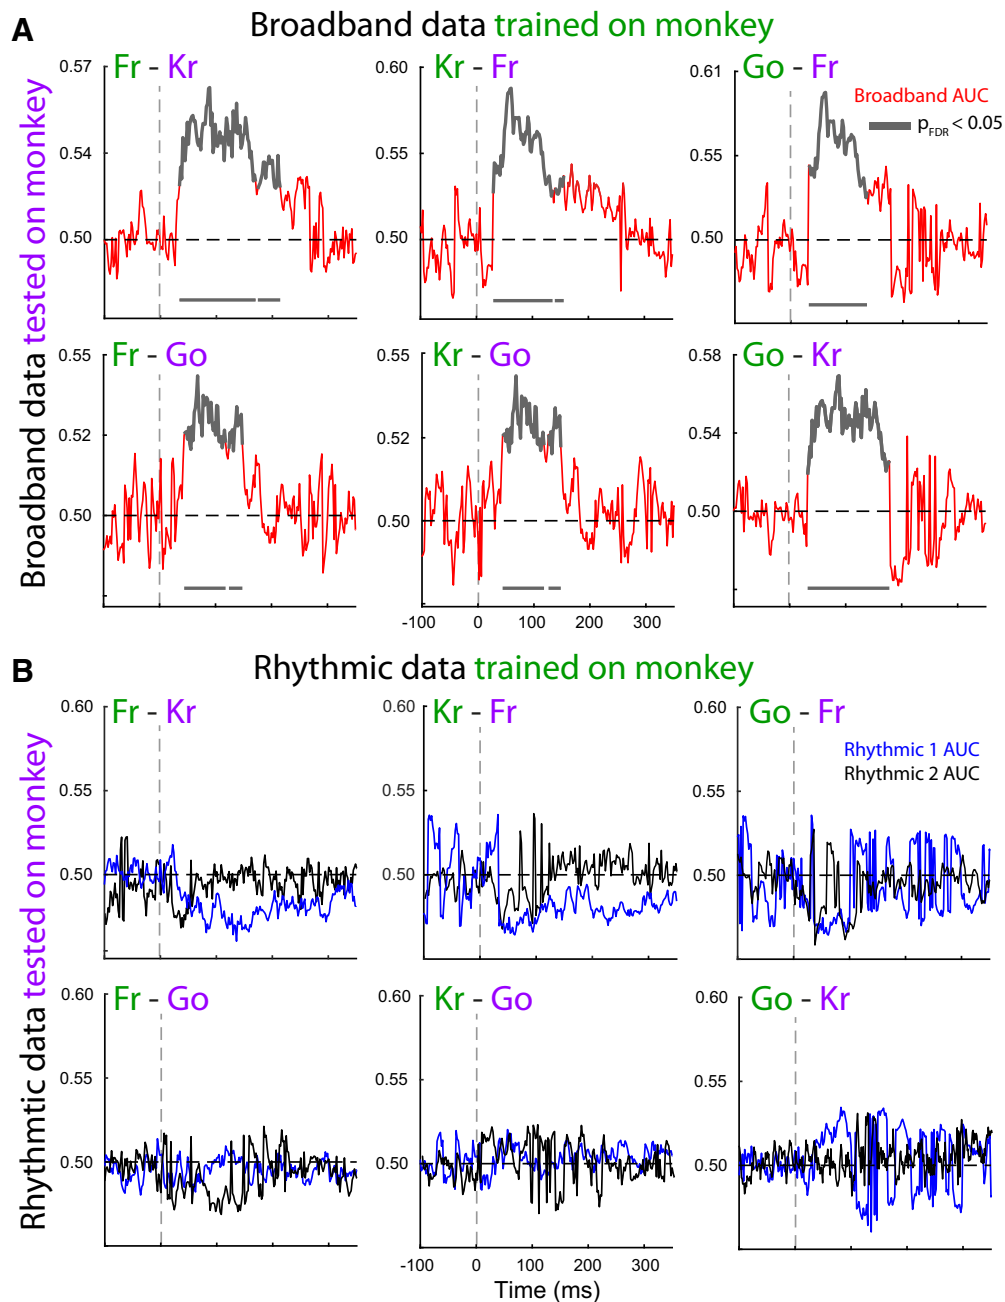 A
Broadband data trained on monkey
Broadband data tested on monkey
Fr - Kr
0.57
0.54
0.50
Kr - Fr
0.60
0.55
0.50
Go - Fr
0.61
0.55
0.50
Broadband AUC
pFDR < 0.05
Fr - Go
0.55
0.52
0.50
Kr - Go
0.55
0.52
0.50
-100 0 100 200 300
Go - Kr
0.58
0.54
0.50
B
Rhythmic data trained on monkey
Rhythmtic data tested on monkey
Fr - Kr
0.60
0.55
0.50
Kr - Fr
0.60
0.55
0.50
Go - Fr
0.60
0.55
0.50
Rhythmic 1 AUC
Rhythmic 2 AUC
Fr - Go
0.60
0.55
0.50
Kr - Go
0.60
0.55
0.50
-100 0 100 200 300
Time (ms)
Go - Kr
0.60
0.55
0.50